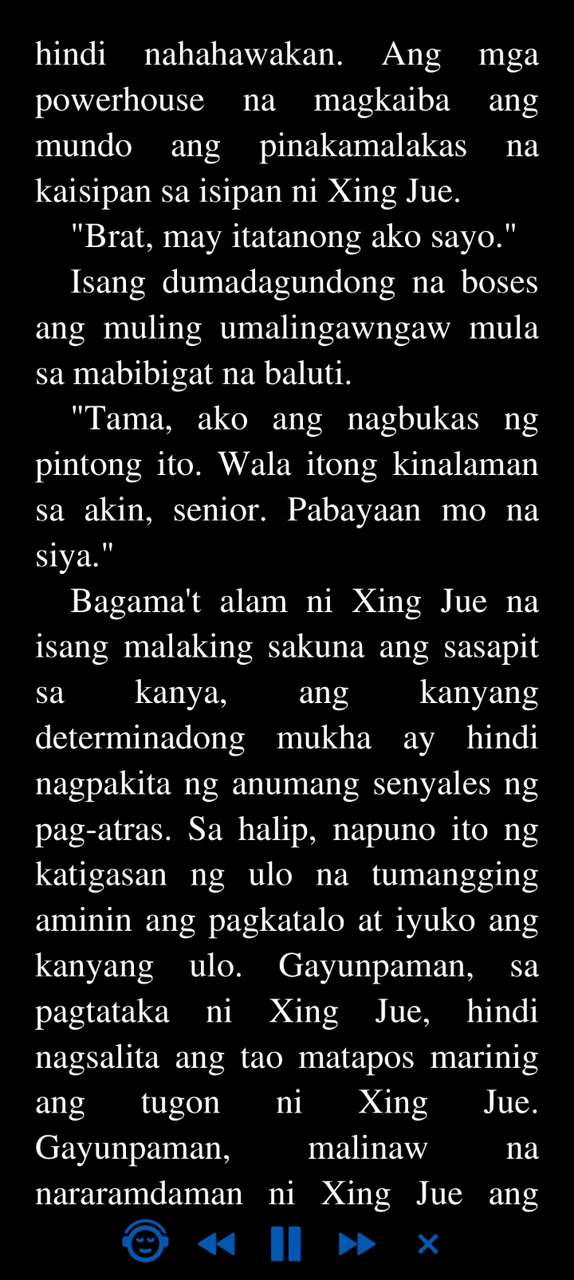 hindi nahahawakan. Ang mga
powerhouse na magkaiba ang
mundo ang pinakamalakas na
kaisipan sa isipan ni Xing Jue.
"Brat, may itatanong ako sayo."
Isang dumadagundong na boses
ang muling umalingawngaw mula
sa mabibigat na baluti.
"Tama, ako ang nagbukas ng
pintong ito. Wala itong kinalaman
sa akin, senior. Pabayaan mo na
siya."
Bagama't alam ni Xing Jue na
isang malaking sakuna ang sasapit
sa kanya, ang kanyang
determinadong mukha ay hindi
nagpakita ng anumang senyales ng
pag-atras. Sa halip, napuno ito ng
katigasan ng ulo na tumangging
aminin ang pagkatalo at iyuko ang
kanyang ulo. Gayunpaman, sa
pagtataka ni Xing Jue, hindi
nagsalita ang tao matapos marinig
ang tugon ni Xing Jue.
Gayunpaman, malinaw na
nararamdaman ni Xing Jue ang